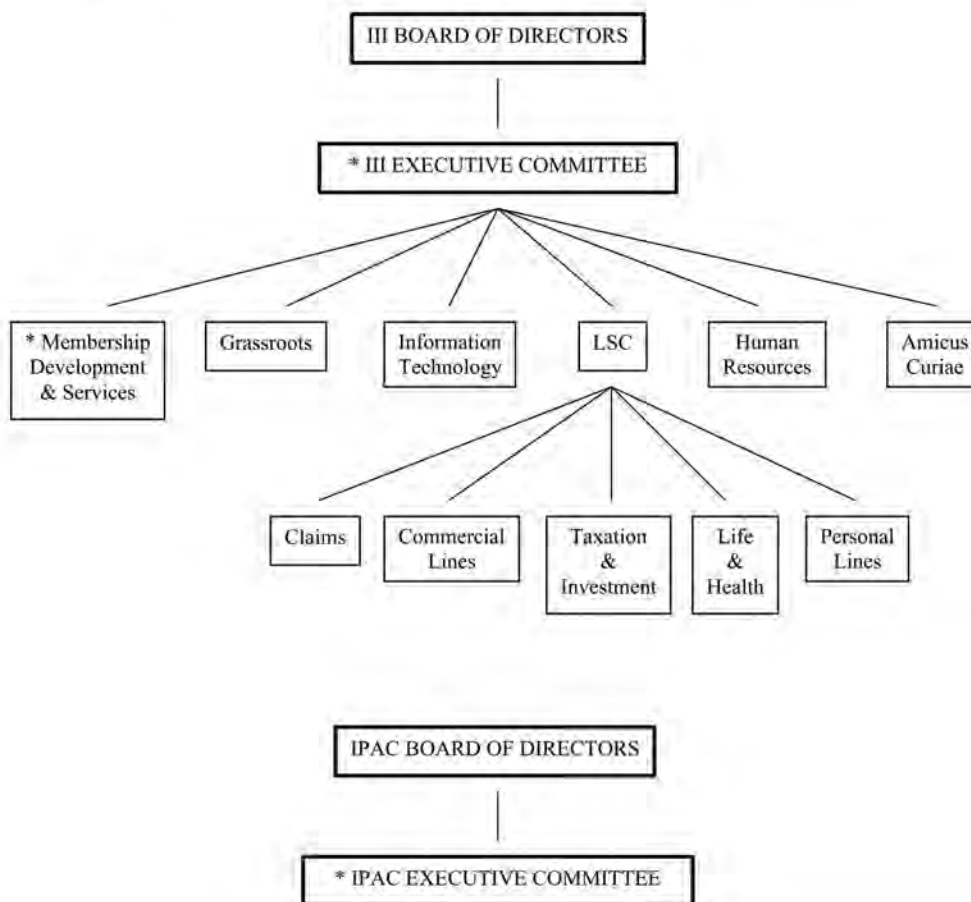 III BOARD OF DIRECTORS
* III EXECUTIVE COMMITTEE
* Membership
Development
& Services
Grassroots
Information
Technology
LSC
Human
Resources
Amicus
Curiae
Claims
Commercial
Lines
Taxation
&
Investment
Life
&
Health
Personal
Lines
IPAC BOARD OF DIRECTORS
* IPAC EXECUTIVE COMMITTEE